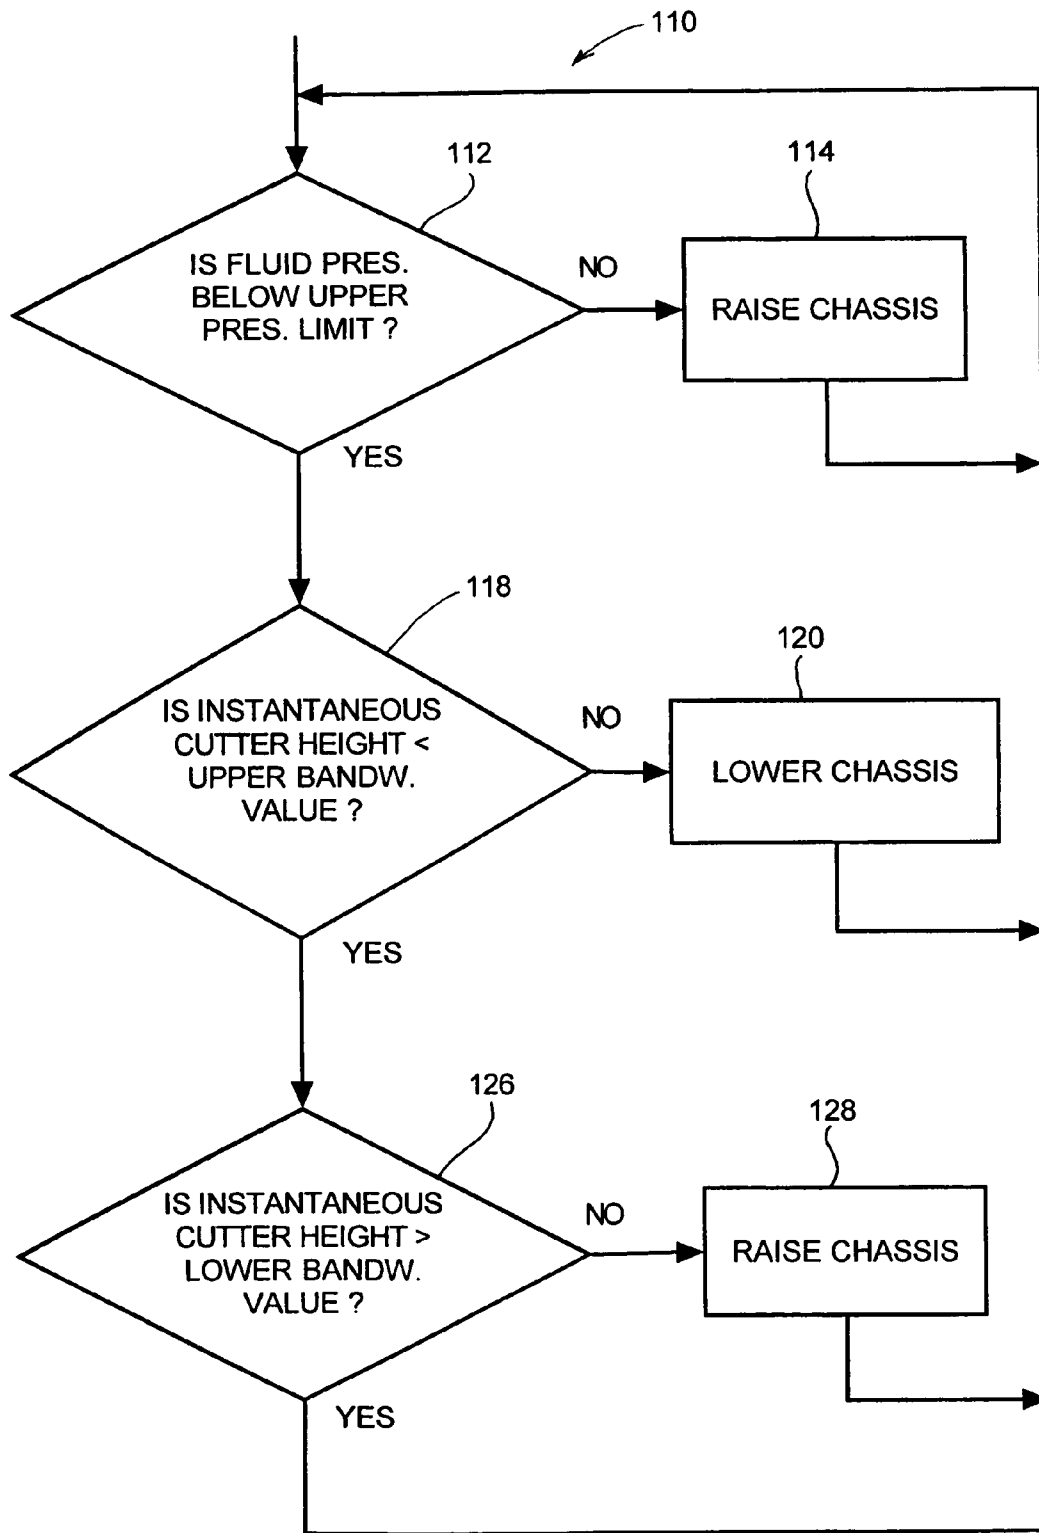 110
112
114
IS FLUID PRES.
BELOW UPPER
PRES. LIMIT ?
NO
RAISE CHASSIS
YES
118
120
IS INSTANTANEOUS
CUTTER HEIGHT <
UPPER BANDW.
VALUE ?
NO
LOWER CHASSIS
YES
126
128
IS INSTANTANEOUS
CUTTER HEIGHT >
LOWER BANDW.
VALUE ?
NO
RAISE CHASSIS
YES